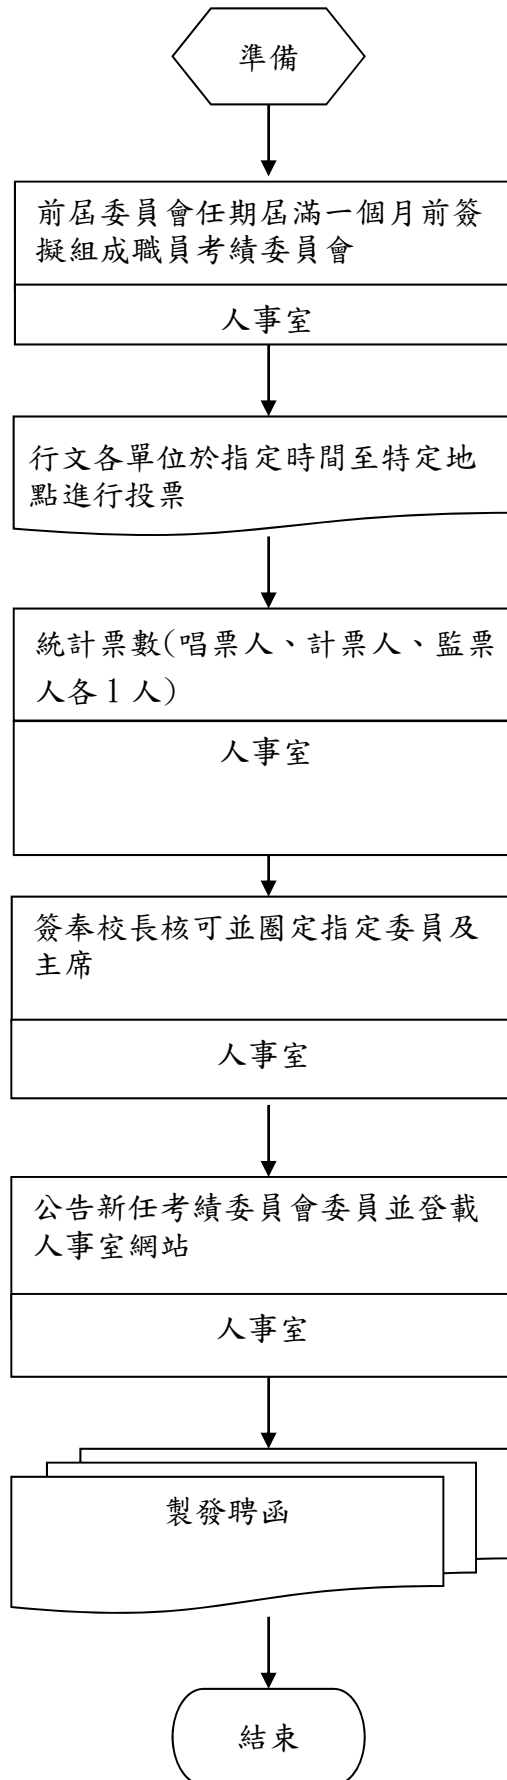 準備
前屆委員會任期屆滿一個月前簽
擬組成職員考績委員會
人事室
行文各單位於指定時間至特定地
點進行投票
統計票數(唱票人、計票人、監票
人各 1 人)
人事室
簽奉校長核可並圈定指定委員及
主席
人事室
公告新任考績委員會委員並登載
人事室網站
人事室
製發聘函
結束